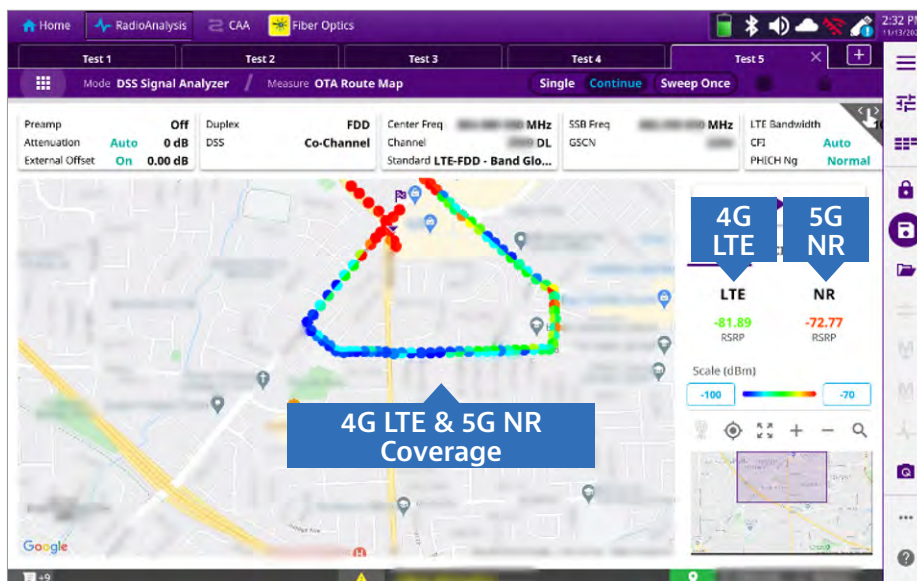 Home RadioAnalysis CAA Fiber Optics 2:32 PM
Test 1 Test 2 Test 3 Test 4 Test 5 × +
Mode DSS Signal Analyzer / Measure OTA Route Map Single Continue Sweep Once
Preamp Off
Attenuation Auto 0 dB
External Offset On 0.00 dB
Duplex FDD
DSS Co-Channel
Center Freq MHz
Channel DL
Standard LTE-FDD - Band Glo...
SSB Freq MHz
GSCN
LTE Bandwidth
CFI Auto
PHICH Ng Normal
4G LTE
5G NR
LTE NR
-81.89 -72.77
RSRP RSRP
Scale (dBm)
-100 -70
4G LTE & 5G NR
Coverage
Google
H
+9